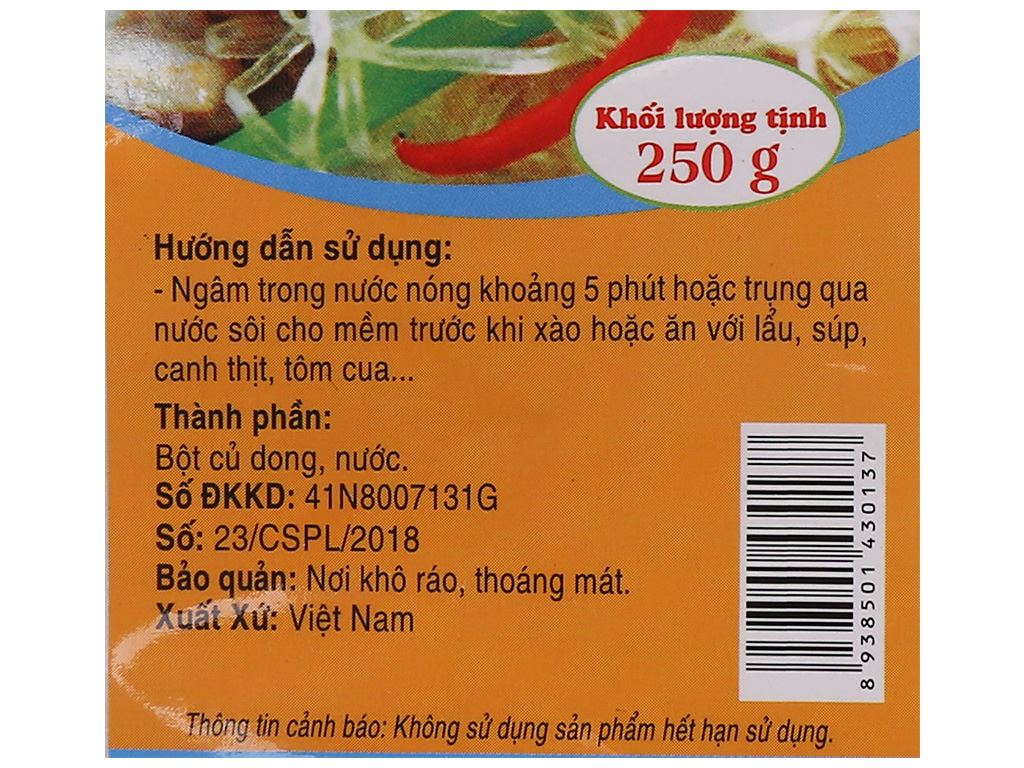 Khối lượng tịnh
250 g
Hướng dẫn sử dụng:
- Ngâm trong nước nóng khoảng 5 phút hoặc trụng qua
nước sôi cho mềm trước khi xào hoặc ăn với lẩu, súp,
canh thịt, tôm cua...
Thành phần:
Bột củ dong, nước.
Số ĐKKD: 41N8007131G
Số: 23/CSPL/2018
Bảo quản: Nơi khô ráo, thoáng mát.
Xuất Xứ: Việt Nam
8 938501 430137
Thông tin cảnh báo: Không sử dụng sản phẩm hết hạn sử dụng.